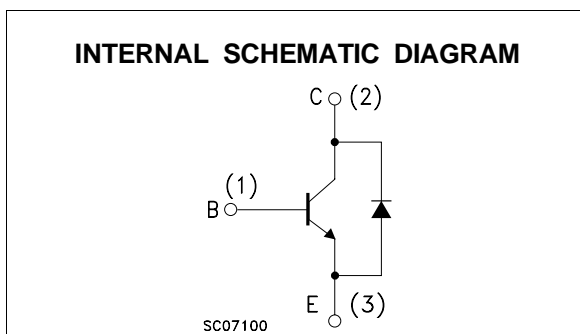 INTERNAL SCHEMATIC DIAGRAM
C (2)
(1)
B
E (3)
SC07100